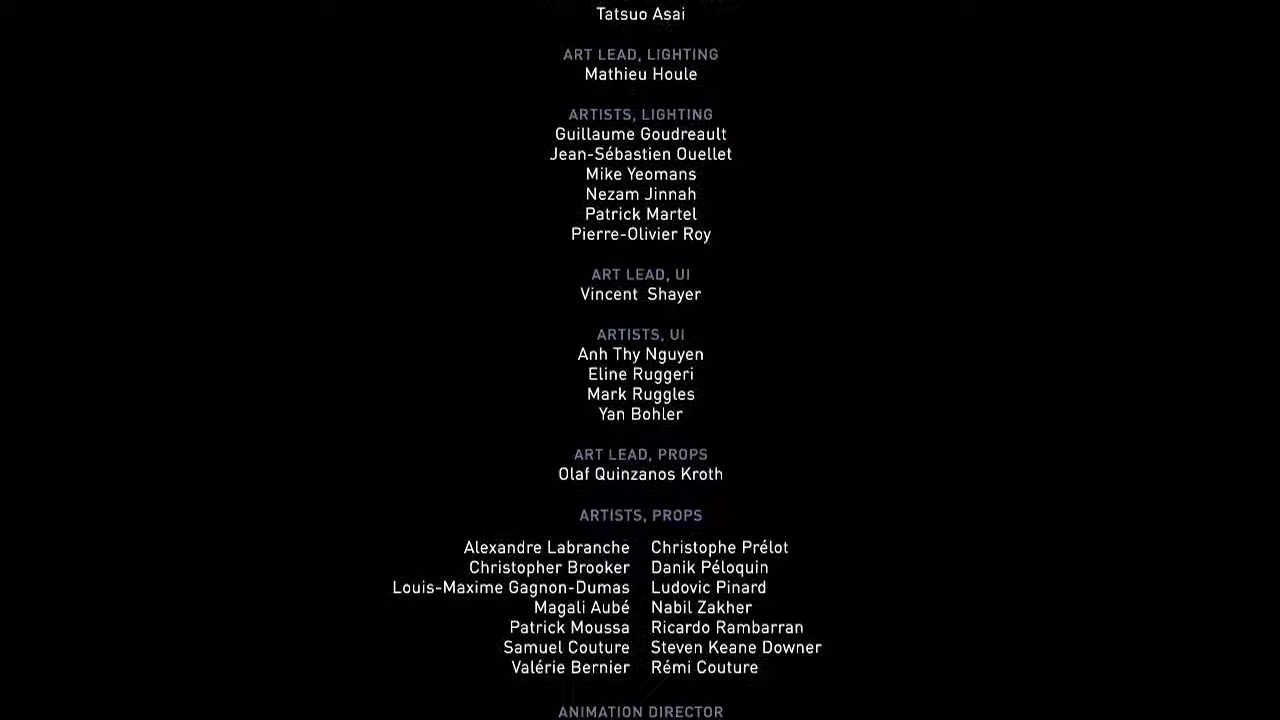 Tatsuo Asai
ART LEAD, LIGHTING
Mathieu Houle
ARTISTS, LIGHTING
Guillaume Goudreault
Jean-Sébastien Ouellet
Mike Yeomans
Nezam Jinnah
Patrick Martel
Pierre-Olivier Roy
ART LEAD, UI
Vincent  Shayer
ARTISTS, UI
Anh Thy Nguyen
Eline Ruggeri
Mark Ruggles
Yan Bohler
ART LEAD, PROPS
Olaf Quinzanos Kroth
ARTISTS, PROPS
Alexandre Labranche Christophe Prélot
Christopher Brooker Danik Péloquin
Louis-Maxime Gagnon-Dumas Ludovic Pinard
Magali Aubé Nabil Zakher
Patrick Moussa Ricardo Rambarran
Samuel Couture Steven Keane Downer
Valérie Bernier Rémi Couture
ANIMATION DIRECTOR